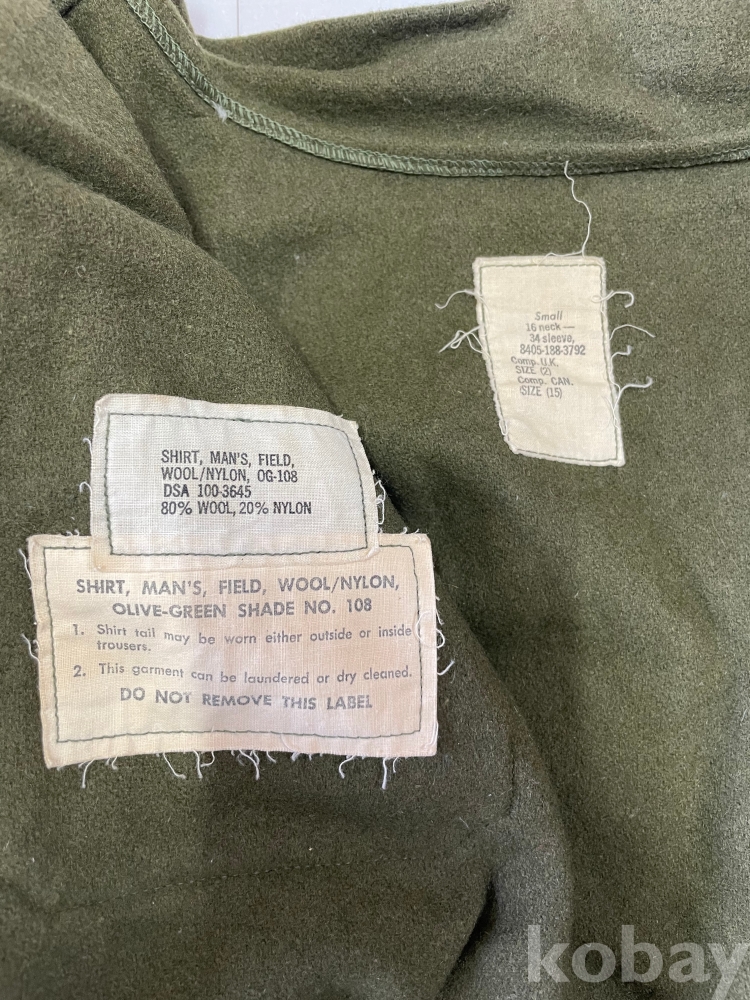 Small
16 neck—
34 sleeve,
8405-188-3792
Comp. U.K.
SIZE (2)
Comp. CAN.
SIZE (15)
SHIRT, MAN'S, FIELD,
WOOL/NYLON, OG-108
DSA 100-3645
80% WOOL, 20% NYLON
SHIRT, MAN'S, FIELD, WOOL/NYLON,
OLIVE-GREEN SHADE NO. 108
1. Shirt tail may be worn either outside or inside
trousers.
2. This garment can be laundered or dry cleaned.
DO NOT REMOVE THIS LABEL
kobay